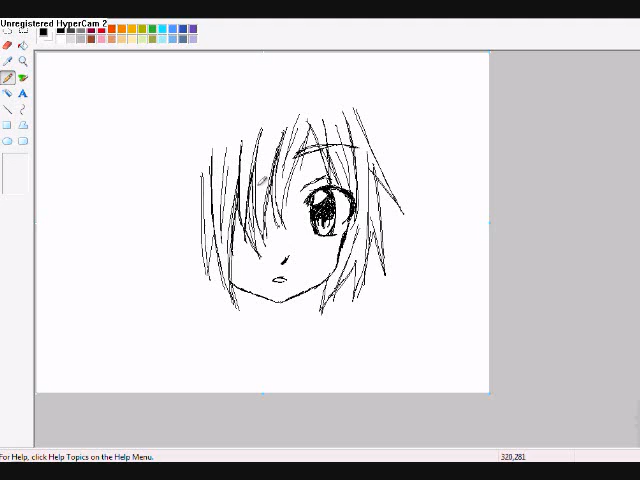 Unregistered HyperCam 2
A
For Help, click Help Topics on the Help Menu.
320,281